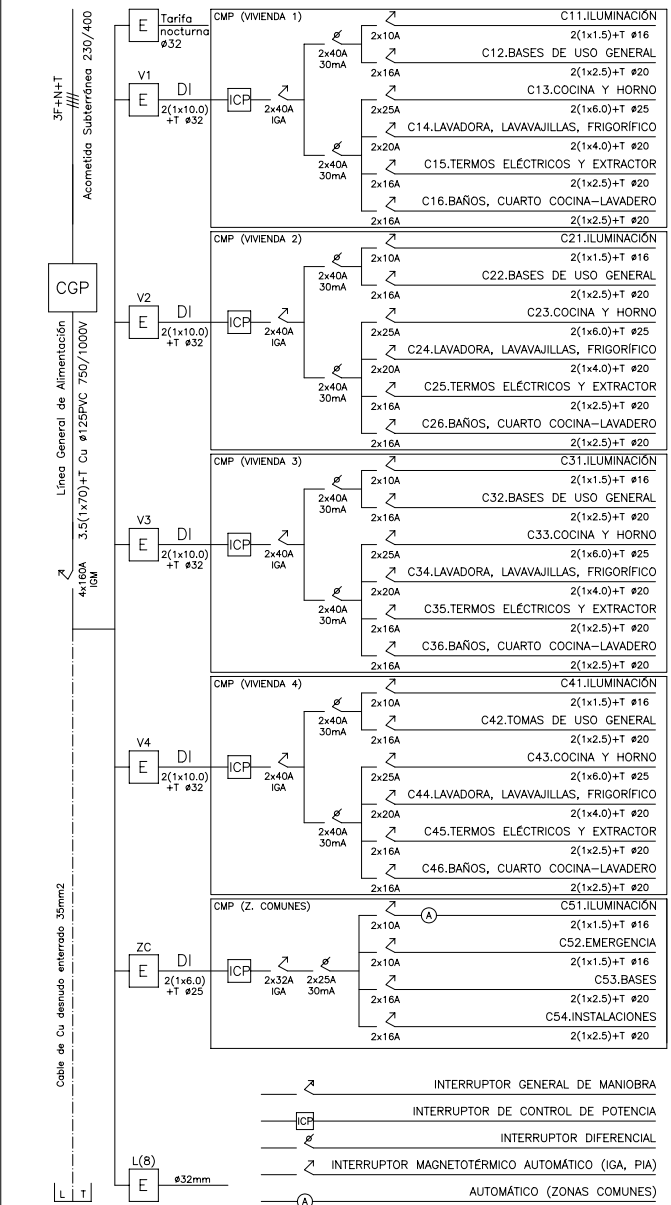 3F+N+T
Acometida Subterránea 230/400
CGP
Línea General de Alimentación
3.5(1x70)+T Cu ø125PVC 750/1000V
4x160A
IGM
Cable de Cu desnudo enterrado 35mm2
L T
E
Tarifa
nocturna
ø32
V1
E
DI
2(1x10.0)
+T ø32
CMP (VIVIENDA 1)
ICP
2x40A
IGA
2x40A
30mA
2x40A
30mA
C11.ILUMINACIÓN
2x10A
2(1x1.5)+T ø16
C12.BASES DE USO GENERAL
2x16A
2(1x2.5)+T ø20
C13.COCINA Y HORNO
2x25A
2(1x6.0)+T ø25
C14.LAVADORA, LAVAVAJILLAS, FRIGORÍFICO
2x20A
2(1x4.0)+T ø20
C15.TERMOS ELÉCTRICOS Y EXTRACTOR
2x16A
2(1x2.5)+T ø20
C16.BAÑOS, CUARTO COCINA-LAVADERO
2x16A
2(1x2.5)+T ø20
V2
E
DI
2(1x10.0)
+T ø32
CMP (VIVIENDA 2)
ICP
2x40A
IGA
2x40A
30mA
2x40A
30mA
C21.ILUMINACIÓN
2x10A
2(1x1.5)+T ø16
C22.BASES DE USO GENERAL
2x16A
2(1x2.5)+T ø20
C23.COCINA Y HORNO
2x25A
2(1x6.0)+T ø25
C24.LAVADORA, LAVAVAJILLAS, FRIGORÍFICO
2x20A
2(1x4.0)+T ø20
C25.TERMOS ELÉCTRICOS Y EXTRACTOR
2x16A
2(1x2.5)+T ø20
C26.BAÑOS, CUARTO COCINA-LAVADERO
2x16A
2(1x2.5)+T ø20
V3
E
DI
2(1x10.0)
+T ø32
CMP (VIVIENDA 3)
ICP
2x40A
IGA
2x40A
30mA
2x40A
30mA
C31.ILUMINACIÓN
2x10A
2(1x1.5)+T ø16
C32.BASES DE USO GENERAL
2x16A
2(1x2.5)+T ø20
C33.COCINA Y HORNO
2x25A
2(1x6.0)+T ø25
C34.LAVADORA, LAVAVAJILLAS, FRIGORÍFICO
2x20A
2(1x4.0)+T ø20
C35.TERMOS ELÉCTRICOS Y EXTRACTOR
2x16A
2(1x2.5)+T ø20
C36.BAÑOS, CUARTO COCINA-LAVADERO
2x16A
2(1x2.5)+T ø20
V4
E
DI
2(1x10.0)
+T ø32
CMP (VIVIENDA 4)
ICP
2x40A
IGA
2x40A
30mA
2x40A
30mA
C41.ILUMINACIÓN
2x10A
2(1x1.5)+T ø16
C42.TOMAS DE USO GENERAL
2x16A
2(1x2.5)+T ø20
C43.COCINA Y HORNO
2x25A
2(1x6.0)+T ø25
C44.LAVADORA, LAVAVAJILLAS, FRIGORÍFICO
2x20A
2(1x4.0)+T ø20
C45.TERMOS ELÉCTRICOS Y EXTRACTOR
2x16A
2(1x2.5)+T ø20
C46.BAÑOS, CUARTO COCINA-LAVADERO
2x16A
2(1x2.5)+T ø20
ZC
E
DI
2(1x6.0)
+T ø25
CMP (Z. COMUNES)
ICP
2x32A
IGA
2x25A
30mA
A
C51.ILUMINACIÓN
2x10A
2(1x1.5)+T ø16
C52.EMERGENCIA
2x10A
2(1x1.5)+T ø16
C53.BASES
2x16A
2(1x2.5)+T ø20
C54.INSTALACIONES
2x16A
2(1x2.5)+T ø20
L(8)
E
ø32mm
INTERRUPTOR GENERAL DE MANIOBRA
ICP INTERRUPTOR DE CONTROL DE POTENCIA
INTERRUPTOR DIFERENCIAL
INTERRUPTOR MAGNETOTÉRMICO AUTOMÁTICO (IGA, PIA)
A AUTOMÁTICO (ZONAS COMUNES)